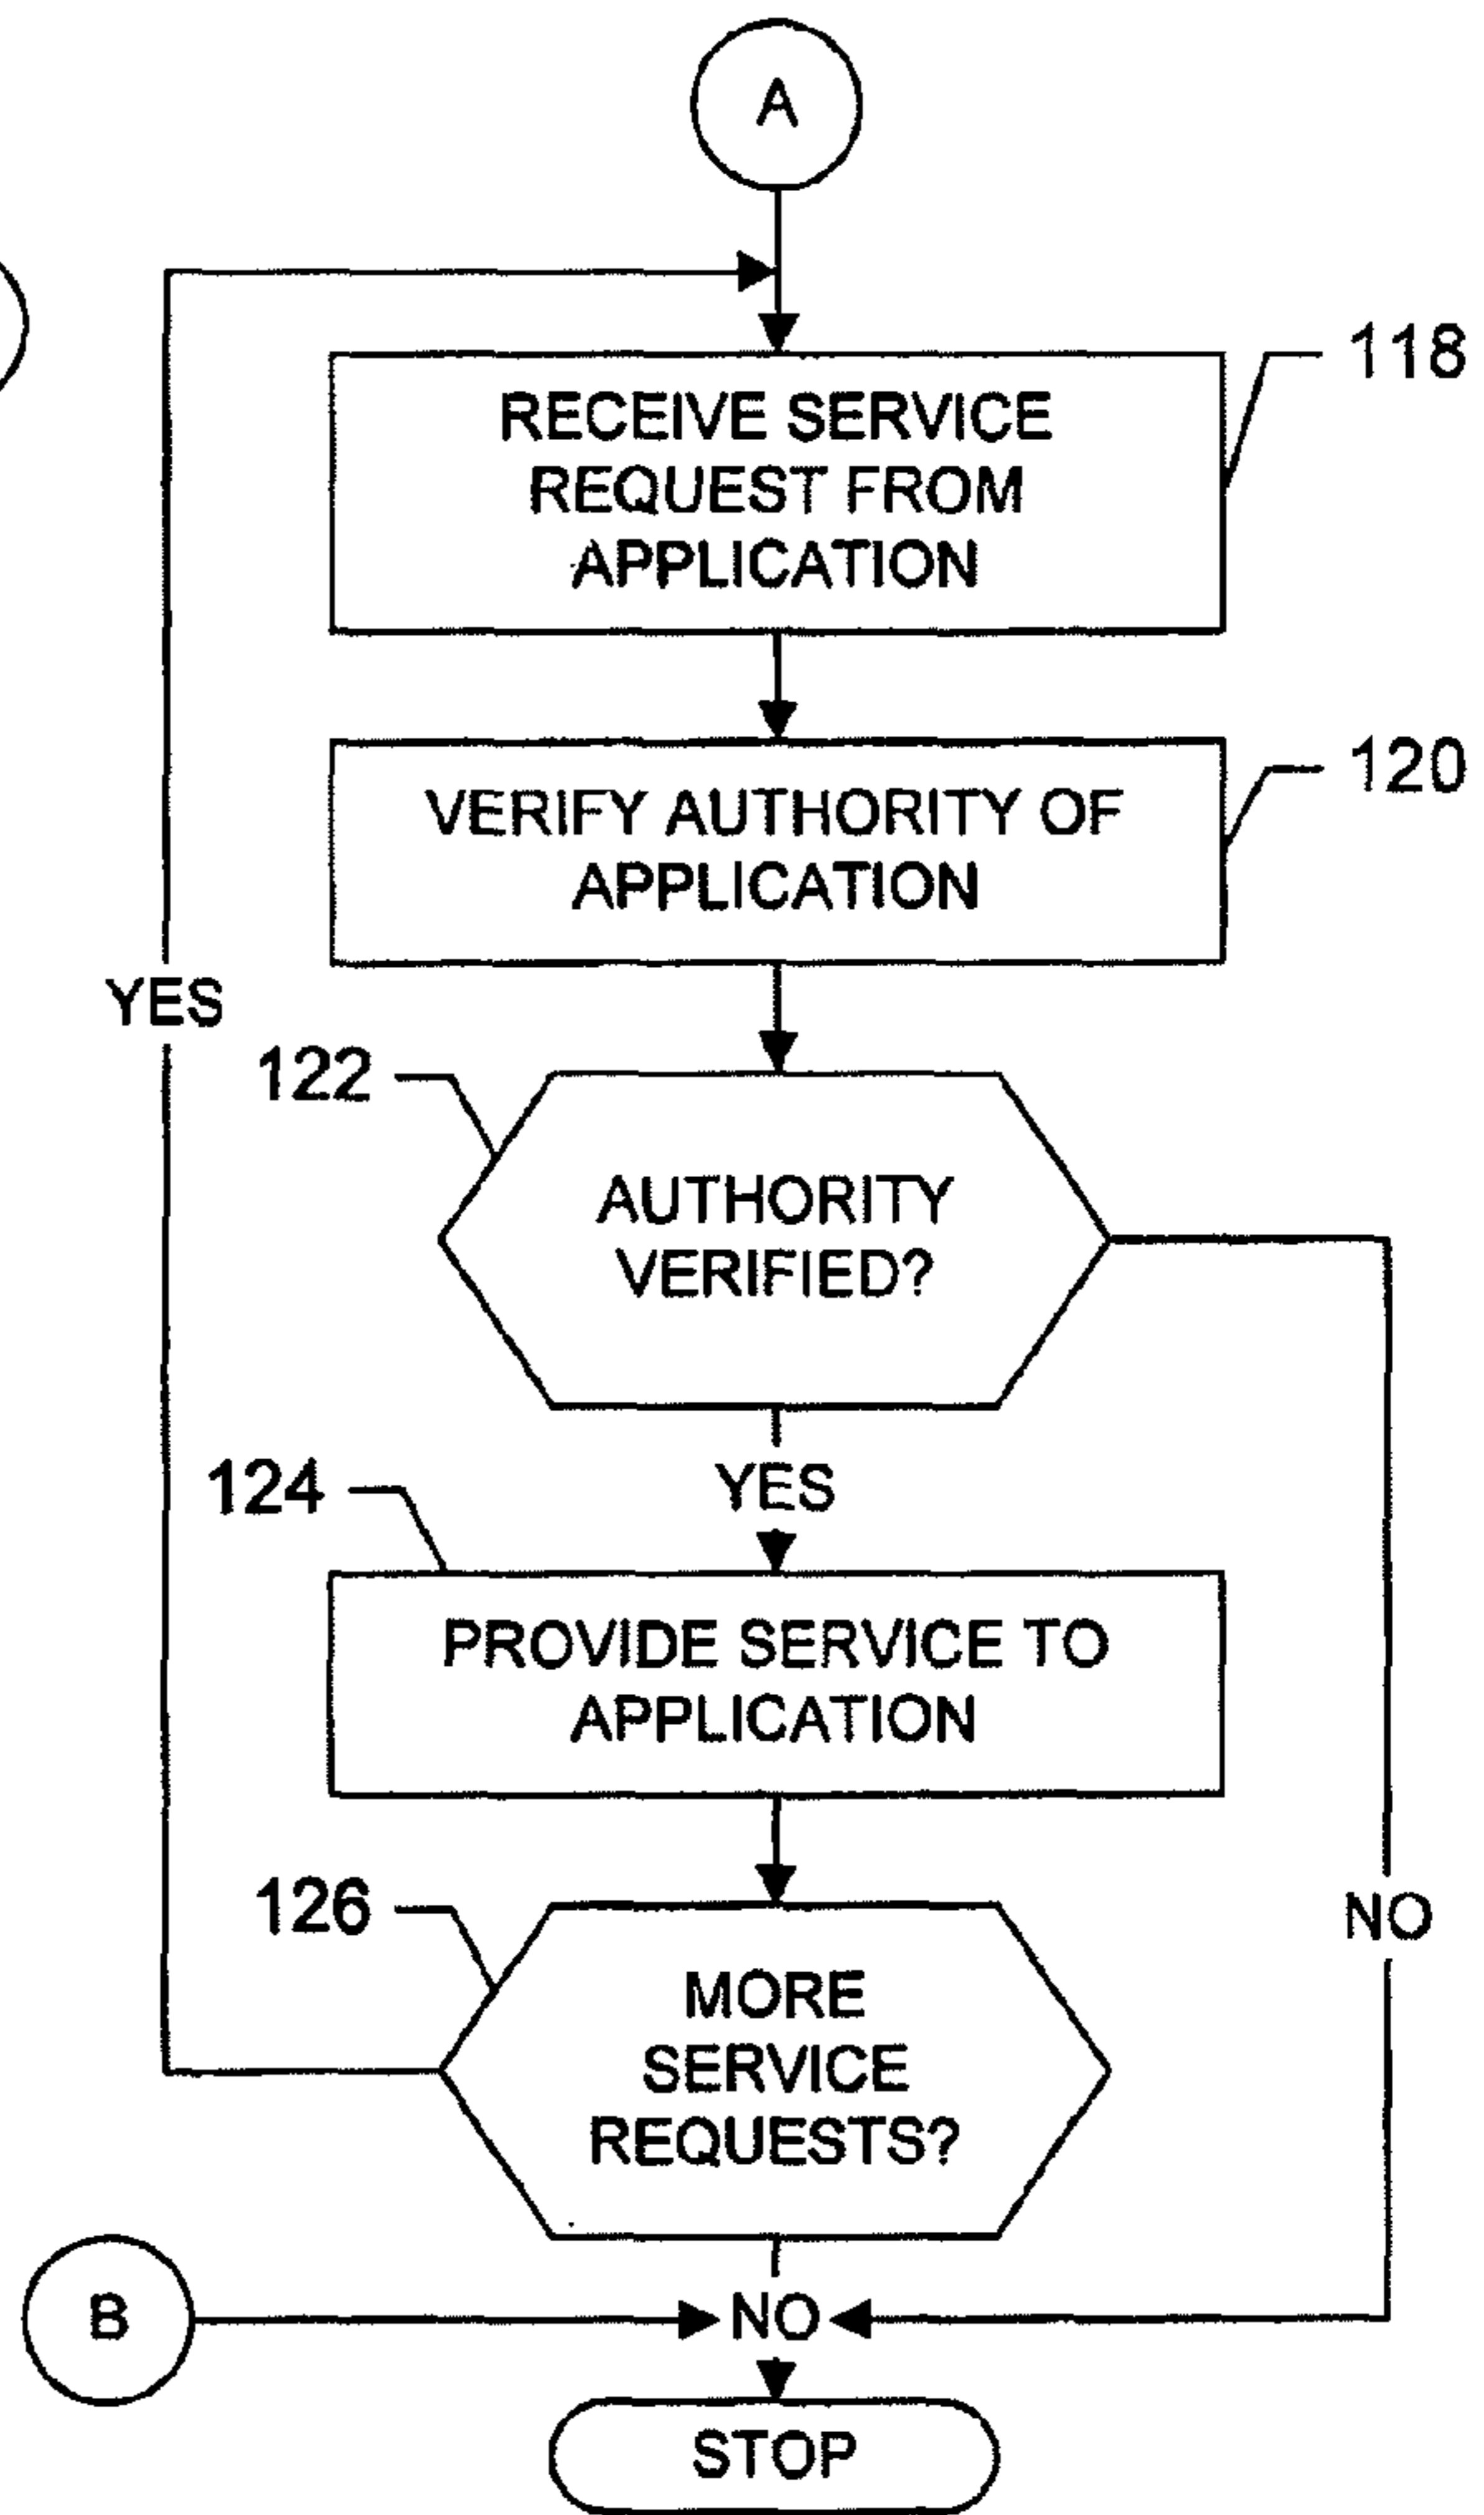 A
RECEIVE SERVICE
REQUEST FROM
APPLICATION
118
VERIFY AUTHORITY OF
APPLICATION
120
YES
122
AUTHORITY
VERIFIED?
YES
124
PROVIDE SERVICE TO
APPLICATION
126
MORE
SERVICE
REQUESTS?
NO
B
NO
STOP